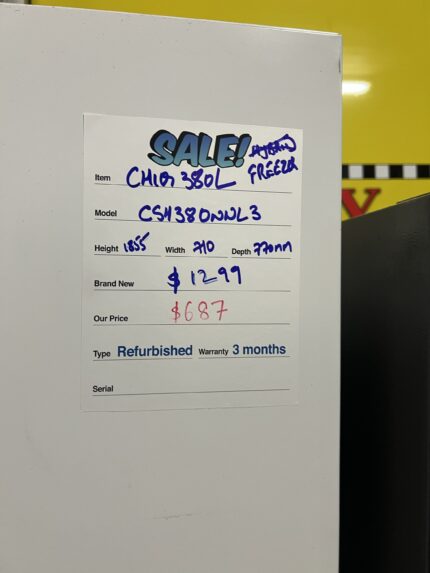 SALE!
FREEZER
Item CHIQ 380L
Model CSH380NWL3
Height 1855 Width 710 Depth 770mm
Brand New $1299
Our Price $687
Type Refurbished Warranty 3 months
Serial
Y